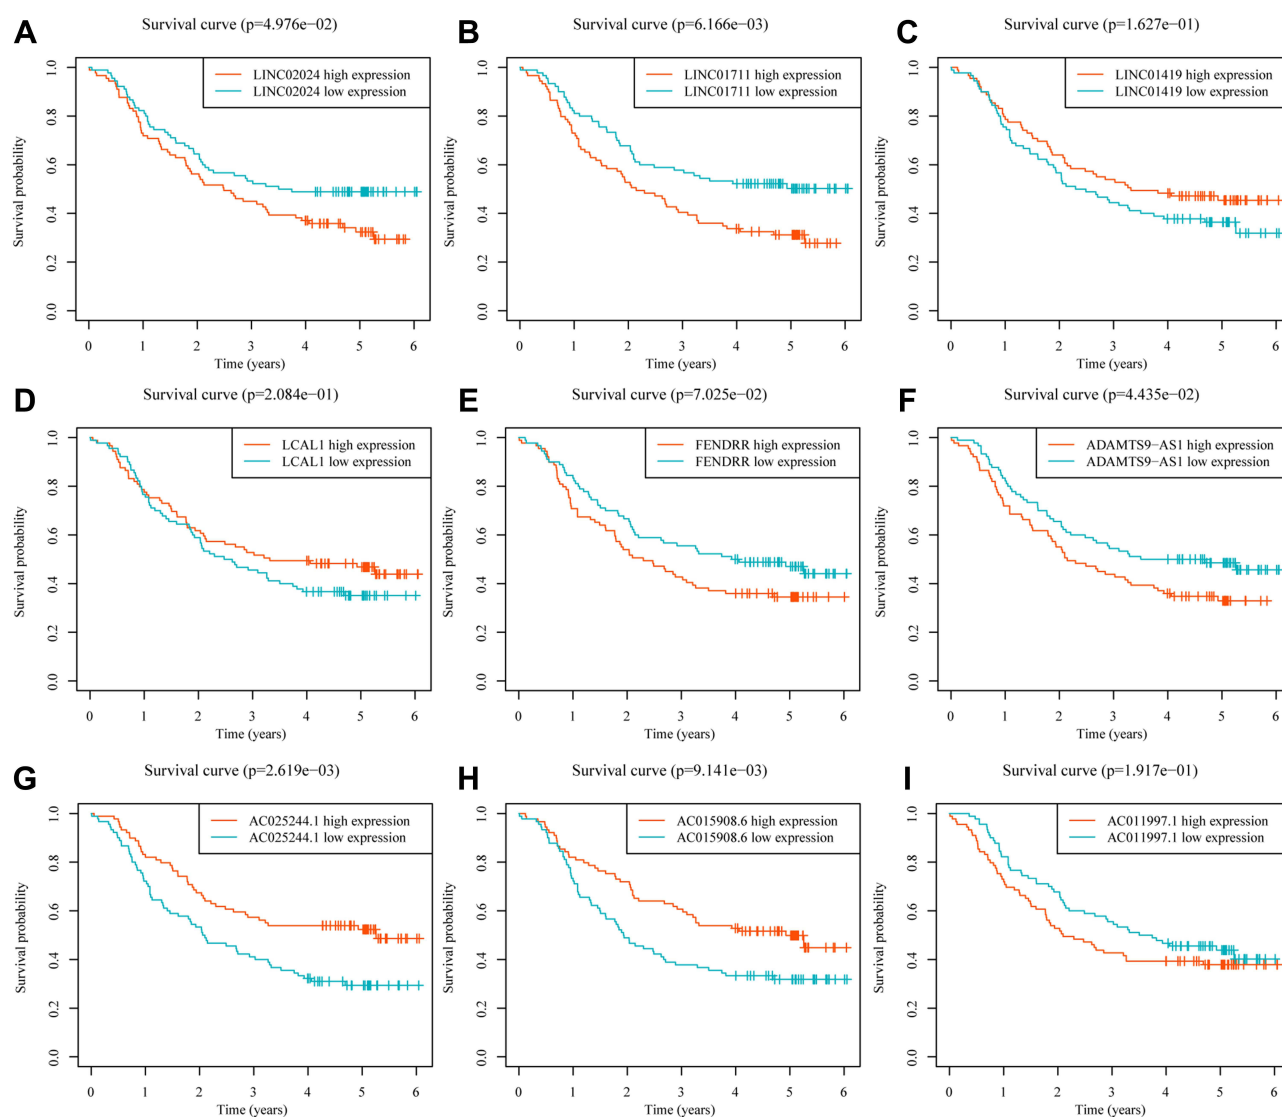 A
Survival curve (p=4.976e−02)
LINC02024 high expression
LINC02024 low expression
Survival probability
1.0
0.8
0.6
0.4
0.2
0.0
0 1 2 3 4 5 6
Time (years)
B
Survival curve (p=6.166e−03)
LINC01711 high expression
LINC01711 low expression
Survival probability
1.0
0.8
0.6
0.4
0.2
0.0
0 1 2 3 4 5 6
Time (years)
C
Survival curve (p=1.627e−01)
LINC01419 high expression
LINC01419 low expression
Survival probability
1.0
0.8
0.6
0.4
0.2
0.0
0 1 2 3 4 5 6
Time (years)
D
Survival curve (p=2.084e−01)
LCAL1 high expression
LCAL1 low expression
Survival probability
1.0
0.8
0.6
0.4
0.2
0.0
0 1 2 3 4 5 6
Time (years)
E
Survival curve (p=7.025e−02)
FENDRR high expression
FENDRR low expression
Survival probability
1.0
0.8
0.6
0.4
0.2
0.0
0 1 2 3 4 5 6
Time (years)
F
Survival curve (p=4.435e−02)
ADAMTS9−AS1 high expression
ADAMTS9−AS1 low expression
Survival probability
1.0
0.8
0.6
0.4
0.2
0.0
0 1 2 3 4 5 6
Time (years)
G
Survival curve (p=2.619e−03)
AC025244.1 high expression
AC025244.1 low expression
Survival probability
1.0
0.8
0.6
0.4
0.2
0.0
0 1 2 3 4 5 6
Time (years)
H
Survival curve (p=9.141e−03)
AC015908.6 high expression
AC015908.6 low expression
Survival probability
1.0
0.8
0.6
0.4
0.2
0.0
0 1 2 3 4 5 6
Time (years)
I
Survival curve (p=1.917e−01)
AC011997.1 high expression
AC011997.1 low expression
Survival probability
1.0
0.8
0.6
0.4
0.2
0.0
0 1 2 3 4 5 6
Time (years)